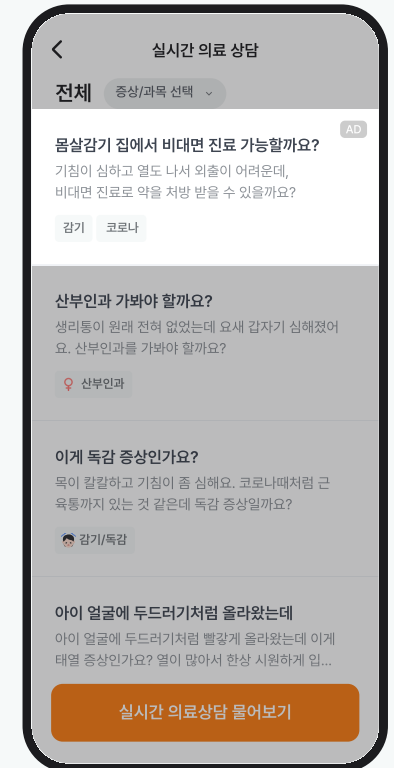 실시간 의료 상담
전체 증상/과목 선택
AD
몸살감기 집에서 비대면 진료 가능할까요?
기침이 심하고 열도 나서 외출이 어려운데,
비대면 진료로 약을 처방 받을 수 있을까요?
감기 코로나
산부인과 가봐야 할까요?
생리통이 원래 전혀 없었는데 요새 갑자기 심해졌어
요. 산부인과를 가봐야 할까요?
산부인과
이게 독감 증상인가요?
목이 칼칼하고 기침이 좀 심해요. 코로나때처럼 근
육통까지 있는 것 같은데 독감 증상일까요?
감기/독감
아이 얼굴에 두드러기처럼 올라왔는데
아이 얼굴에 두드러기처럼 빨갛게 올라왔는데 이게
태열 증상인가요? 열이 많아서 한상 시원하게 입...
실시간 의료상담 물어보기